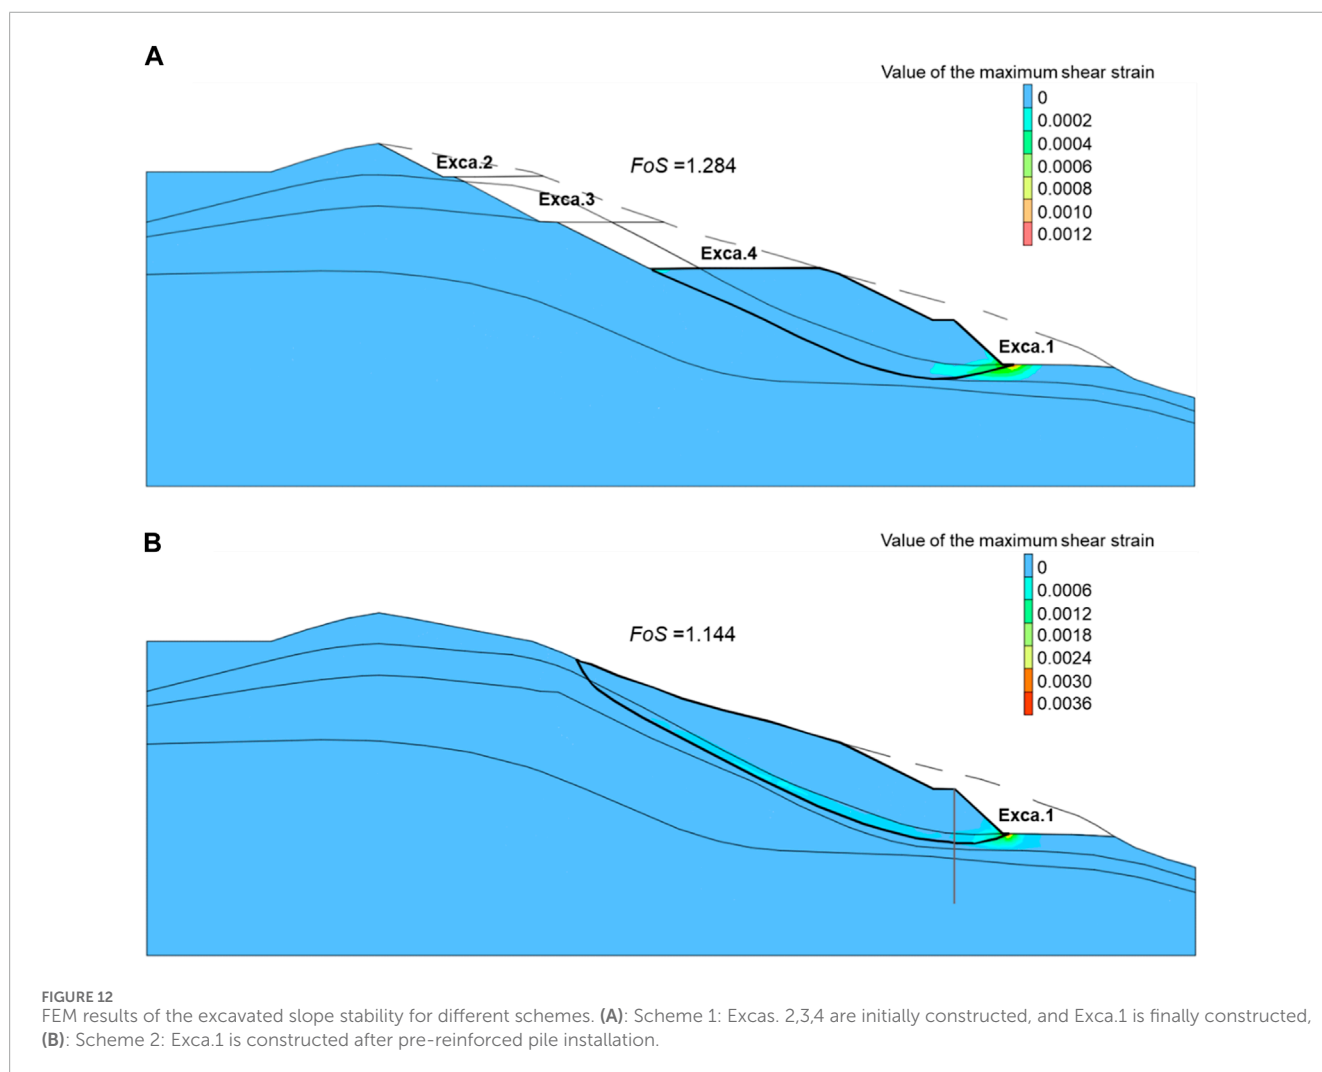 A
Value of the maximum shear strain
0
0.0002
0.0004
0.0006
0.0008
0.0010
0.0012
Exca.2
FoS =1.284
Exca.3
Exca.4
Exca.1
B
Value of the maximum shear strain
0
0.0006
0.0012
0.0018
0.0024
0.0030
0.0036
FoS =1.144
Exca.1
FIGURE 12
FEM results of the excavated slope stability for different schemes. (A): Scheme 1: Excas. 2,3,4 are initially constructed, and Exca.1 is finally constructed,
(B): Scheme 2: Exca.1 is constructed after pre-reinforced pile installation.